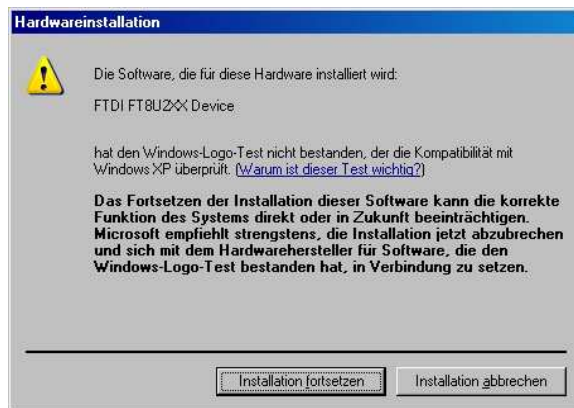 Hardwareinstallation
Die Software, die für diese Hardware installiert wird:
FTDI FT8U2XX Device
hat den Windows-Logo-Test nicht bestanden, der die Kompatibilität mit
Windows XP überprüft. (Warum ist dieser Test wichtig?)
Das Fortsetzen der Installation dieser Software kann die korrekte
Funktion des Systems direkt oder in Zukunft beeinträchtigen.
Microsoft empfiehlt strengstens, die Installation jetzt abzubrechen
und sich mit dem Hardwarehersteller für Software, die den
Windows-Logo-Test bestanden hat, in Verbindung zu setzen.
Installation fortsetzen
Installation abbrechen